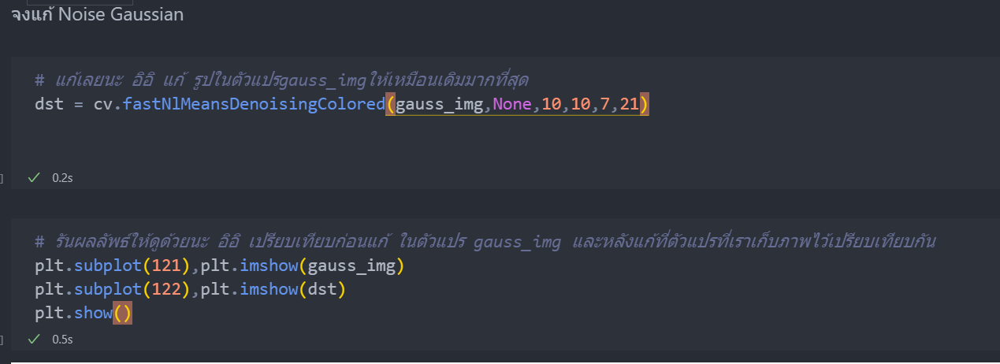 จงแก้ Noise Gaussian
# แก้เลยนะ อิอิ แก้ รูปในตัวแปรgauss_imgให้เหมือนเดิมมากที่สุด
dst = cv.fastNlMeansDenoisingColored(gauss_img,None,10,10,7,21)
] ✓ 0.2s
# รันผลลัพธ์ให้ดูด้วยนะ อิอิ เปรียบเทียบก่อนแก้ ในตัวแปร gauss_img และหลังแก้ที่ตัวแปรที่เราเก็บภาพไว้เปรียบเทียบกัน
plt.subplot(121),plt.imshow(gauss_img)
plt.subplot(122),plt.imshow(dst)
plt.show()
] ✓ 0.5s